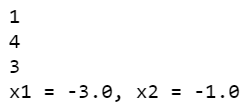 1
4
3
x1 = -3.0, x2 = -1.0